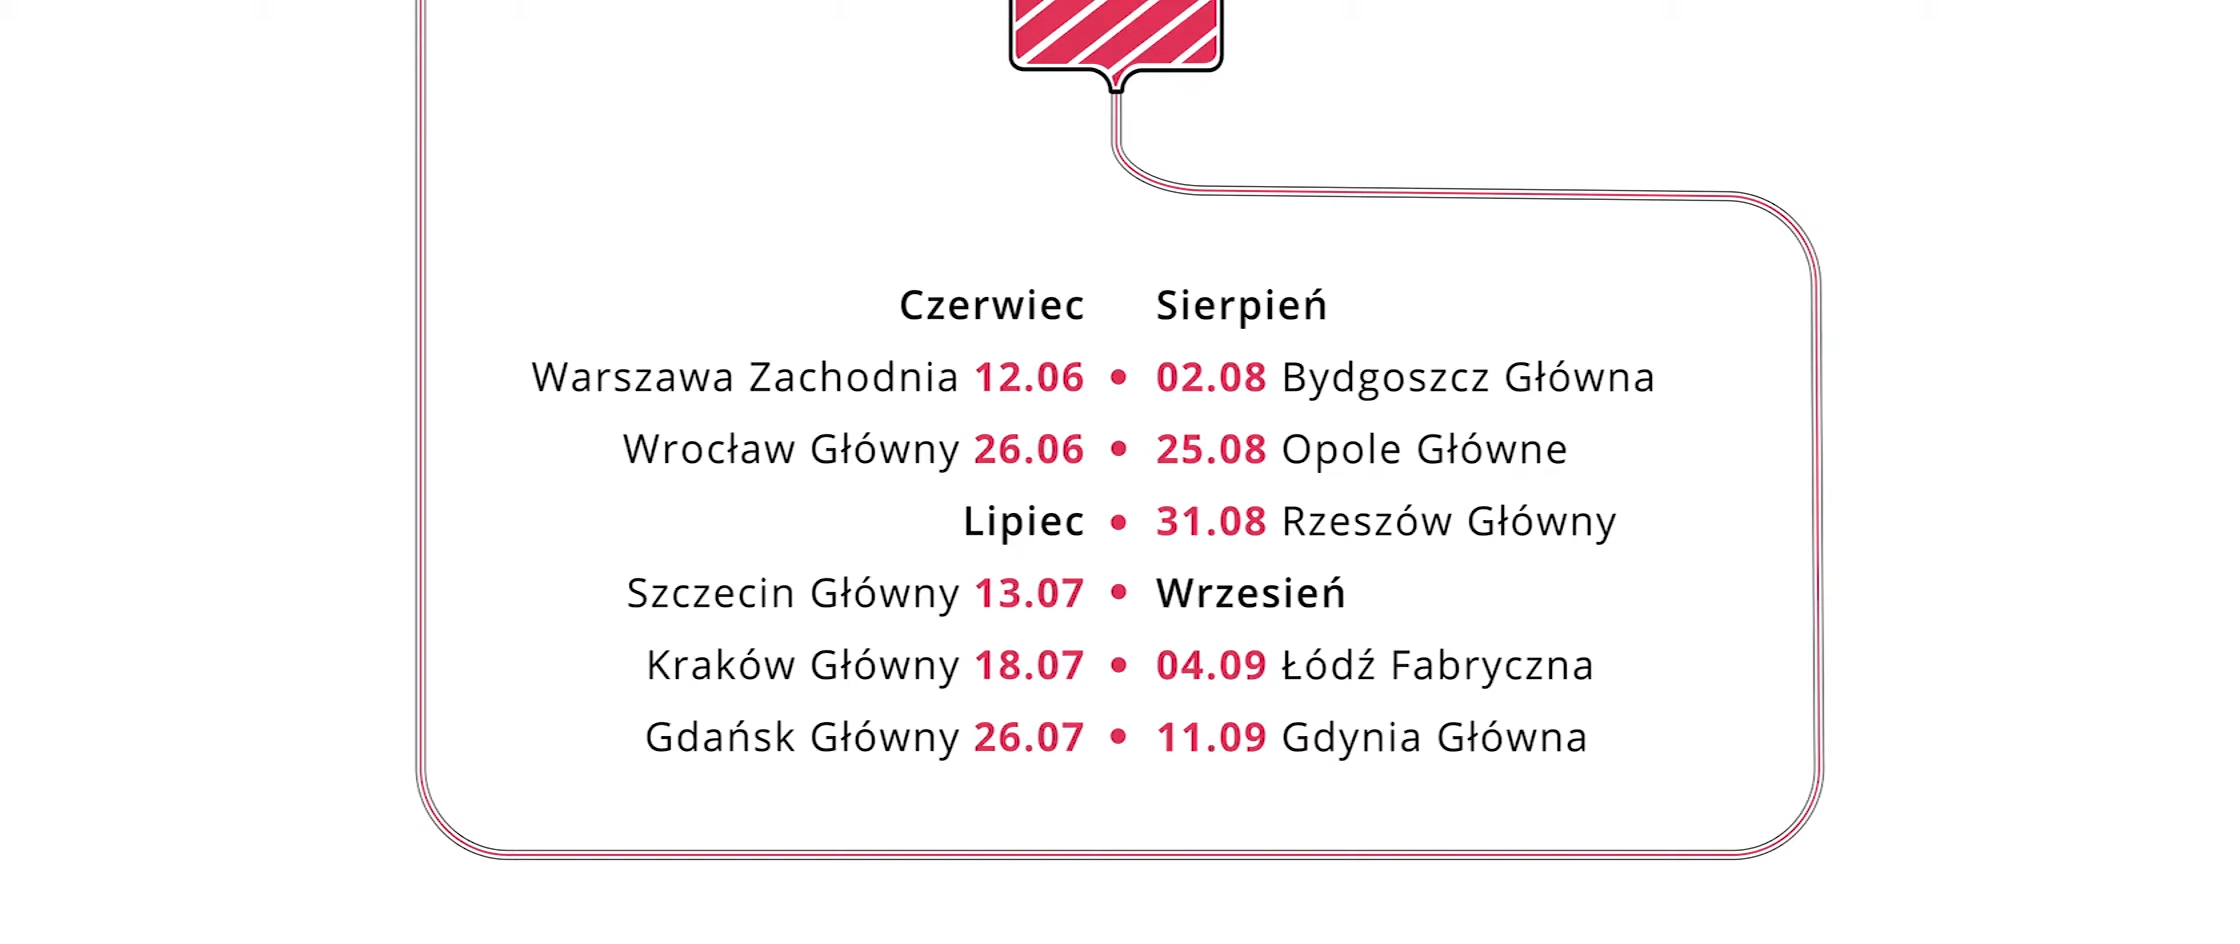 Czerwiec
Warszawa Zachodnia 12.06
Wrocław Główny 26.06
Lipiec
Szczecin Główny 13.07
Kraków Główny 18.07
Gdańsk Główny 26.07
Sierpień
02.08 Bydgoszcz Główna
25.08 Opole Główne
31.08 Rzeszów Główny
Wrzesień
04.09 Łódź Fabryczna
11.09 Gdynia Główna